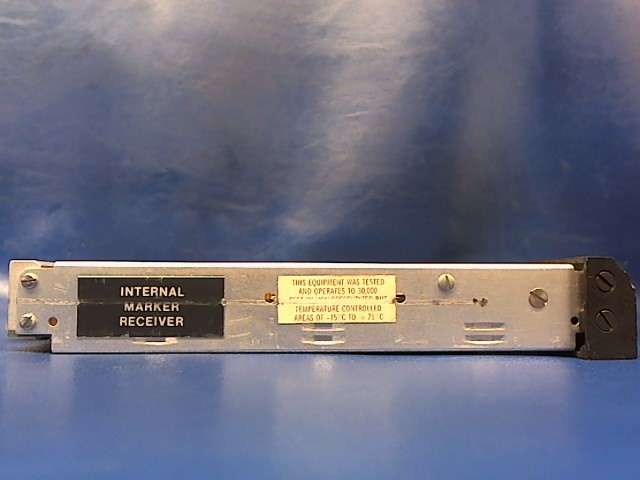 INTERNAL
MARKER
RECEIVER
THIS EQUIPMENT WAS TESTED
AND OPERATES TO 30,000
BUT
TEMPERATURE CONTROLLED
AREAS OF -15°C TO + 71°C